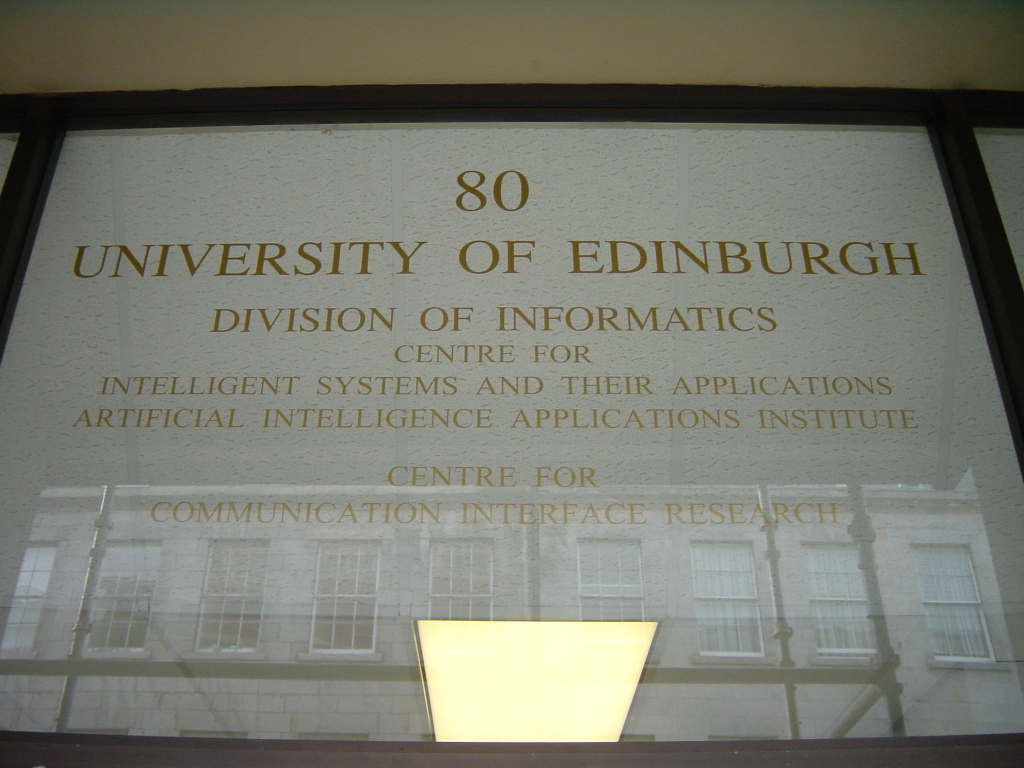 80
UNIVERSITY OF EDINBURGH
DIVISION OF INFORMATICS
CENTRE FOR
INTELLIGENT SYSTEMS AND THEIR APPLICATIONS
ARTIFICIAL INTELLIGENCE APPLICATIONS INSTITUTE
CENTRE FOR
COMMUNICATION INTERFACE RESEARCH